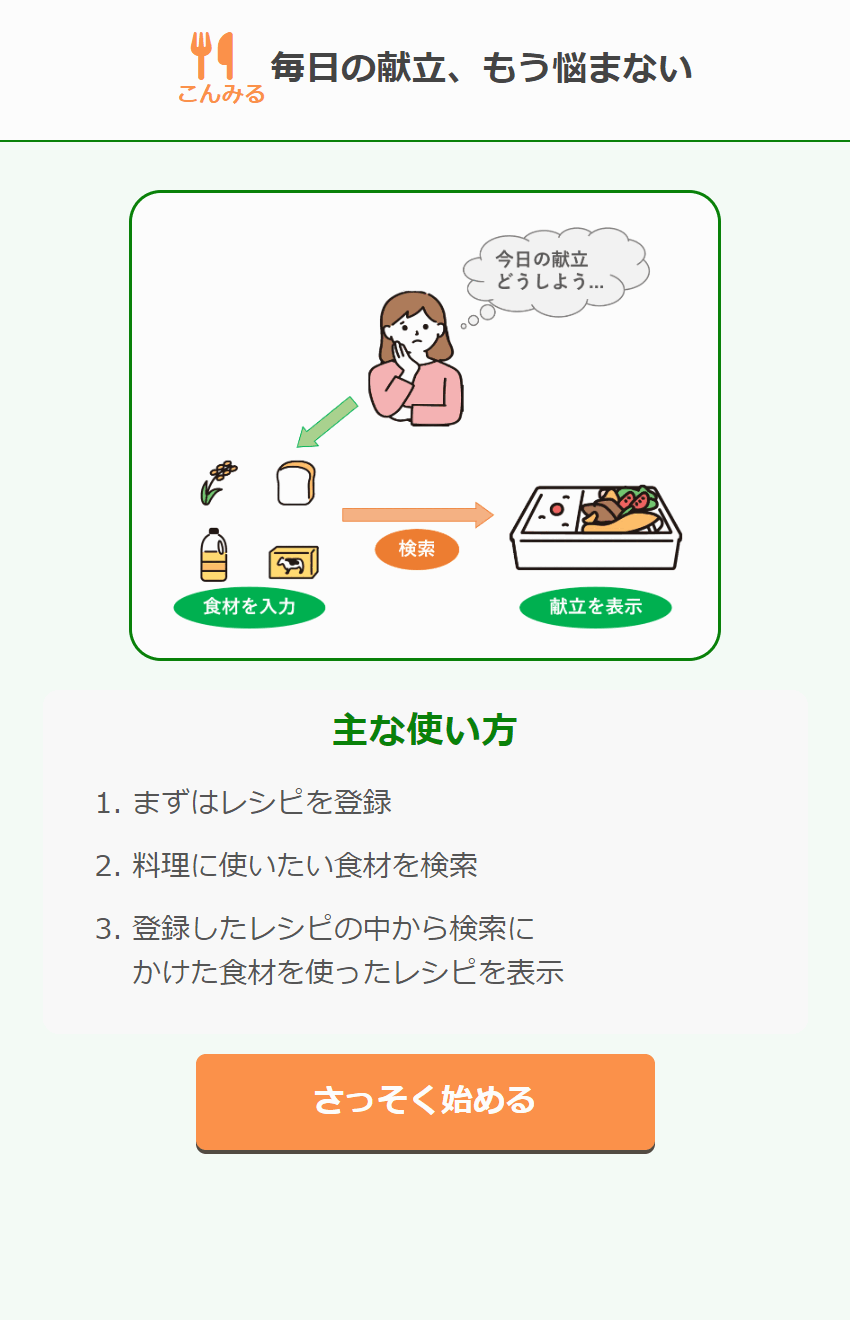 こんみる
毎日の献立、もう悩まない
今日の献立
どうしよう...
検索
食材を入力
献立を表示
主な使い方
1. まずはレシピを登録
2. 料理に使いたい食材を検索
3. 登録したレシピの中から検索に
かけた食材を使ったレシピを表示
さっそく始める